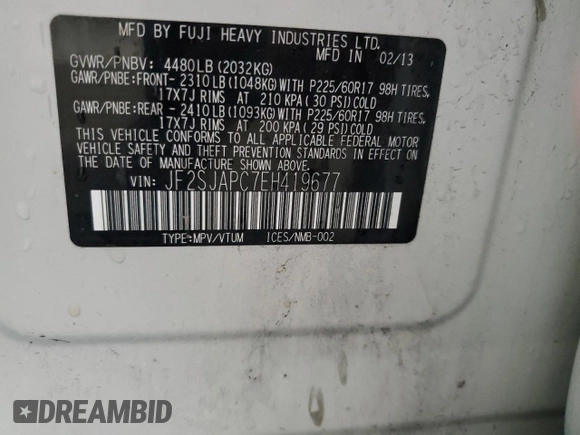 MFD BY FUJI HEAVY INDUSTRIES LTD.
MFD IN 02/13
GVWR/PNBV: 4480LB(2032KG)
GAWR/PNBE:FRONT- 2310LB(1048KG)WITH P225/60R17 98H TIRES,
17X7J RIMS AT 210 KPA(30 PSI)COLD
GAWR/PNBE:REAR - 2410LB(1093KG)WITH P225/60R17 98H TIRES,
17X7J RIMS AT 200 KPA(29 PSI)COLD
THIS VEHICLE CONFORMS TO ALL APPLICABLE FEDERAL MOTOR
VEHICLE SAFETY STANDARDS IN EFFECT ON THE DATE OF
MANUFACTURE SHOWN ABOVE.
VIN: JF2SJAPC7EH419677
TYPE:MPV/VTUM ICES/NMB-002
DREAMBID